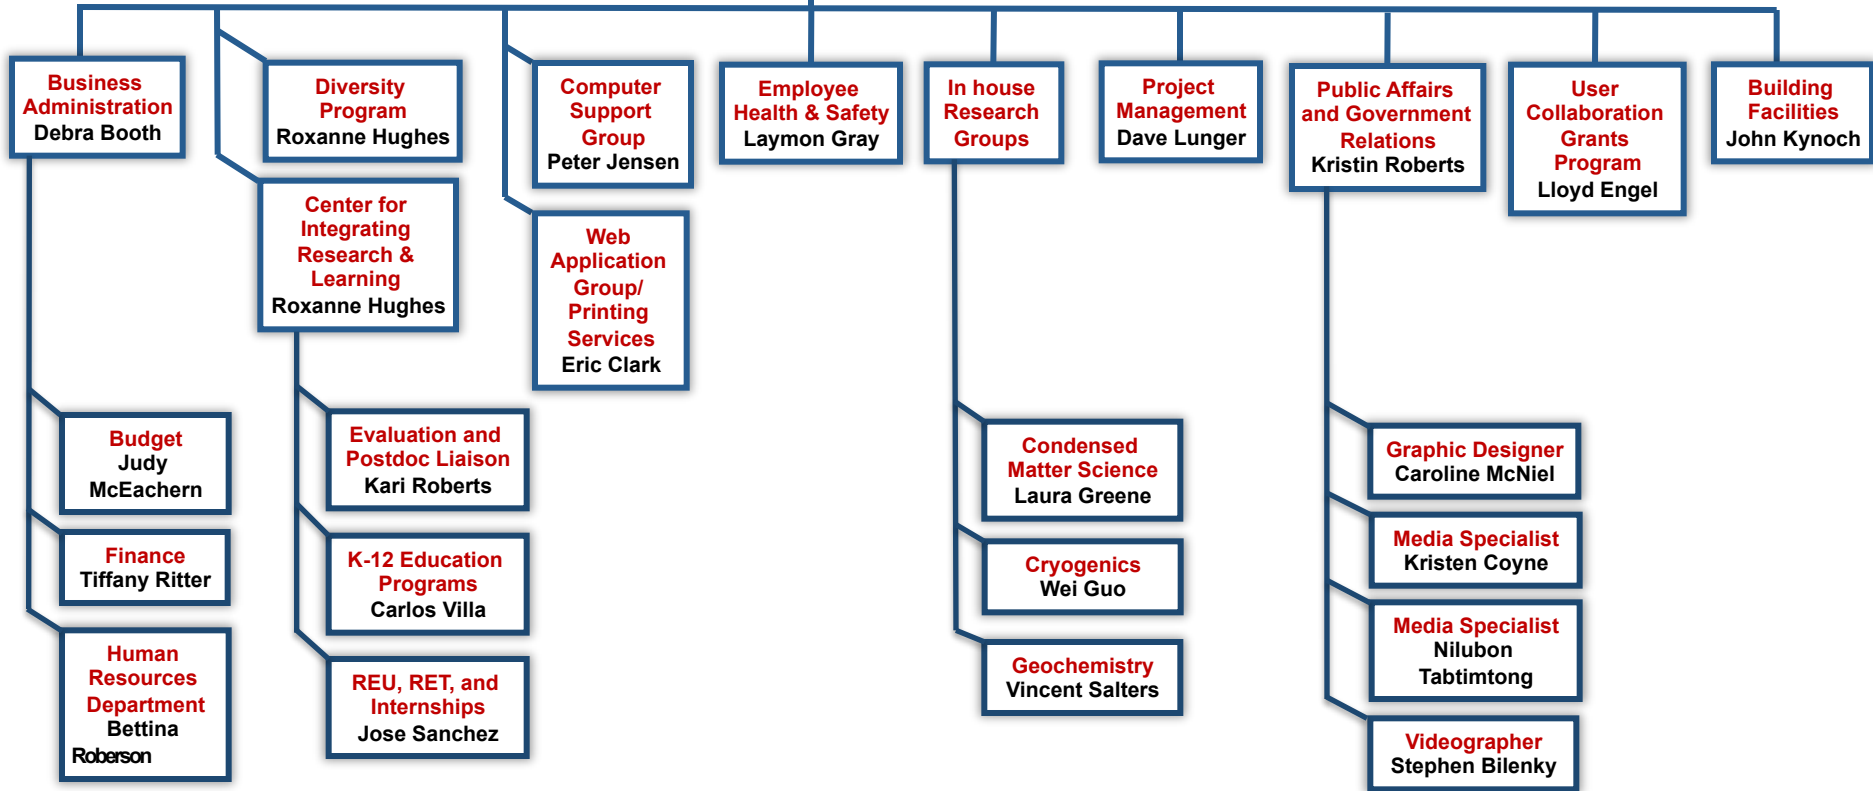 Business
Administration
Debra Booth
Diversity
Program
Roxanne Hughes
Center for
Integrating
Research &
Learning
Roxanne Hughes
Computer
Support
Group
Peter Jensen
Web
Application
Group/
Printing
Services
Eric Clark
Employee
Health & Safety
Laymon Gray
In house
Research
Groups
Project
Management
Dave Lunger
Public Affairs
and Government
Relations
Kristin Roberts
User
Collaboration
Grants
Program
Lloyd Engel
Building
Facilities
John Kynoch
Budget
Judy
McEachern
Finance
Tiffany Ritter
Human
Resources
Department
Bettina
Roberson
Evaluation and
Postdoc Liaison
Kari Roberts
K-12 Education
Programs
Carlos Villa
REU, RET, and
Internships
Jose Sanchez
Condensed
Matter Science
Laura Greene
Cryogenics
Wei Guo
Geochemistry
Vincent Salters
Graphic Designer
Caroline McNiel
Media Specialist
Kristen Coyne
Media Specialist
Nilubon
Tabtimtong
Videographer
Stephen Bilenky